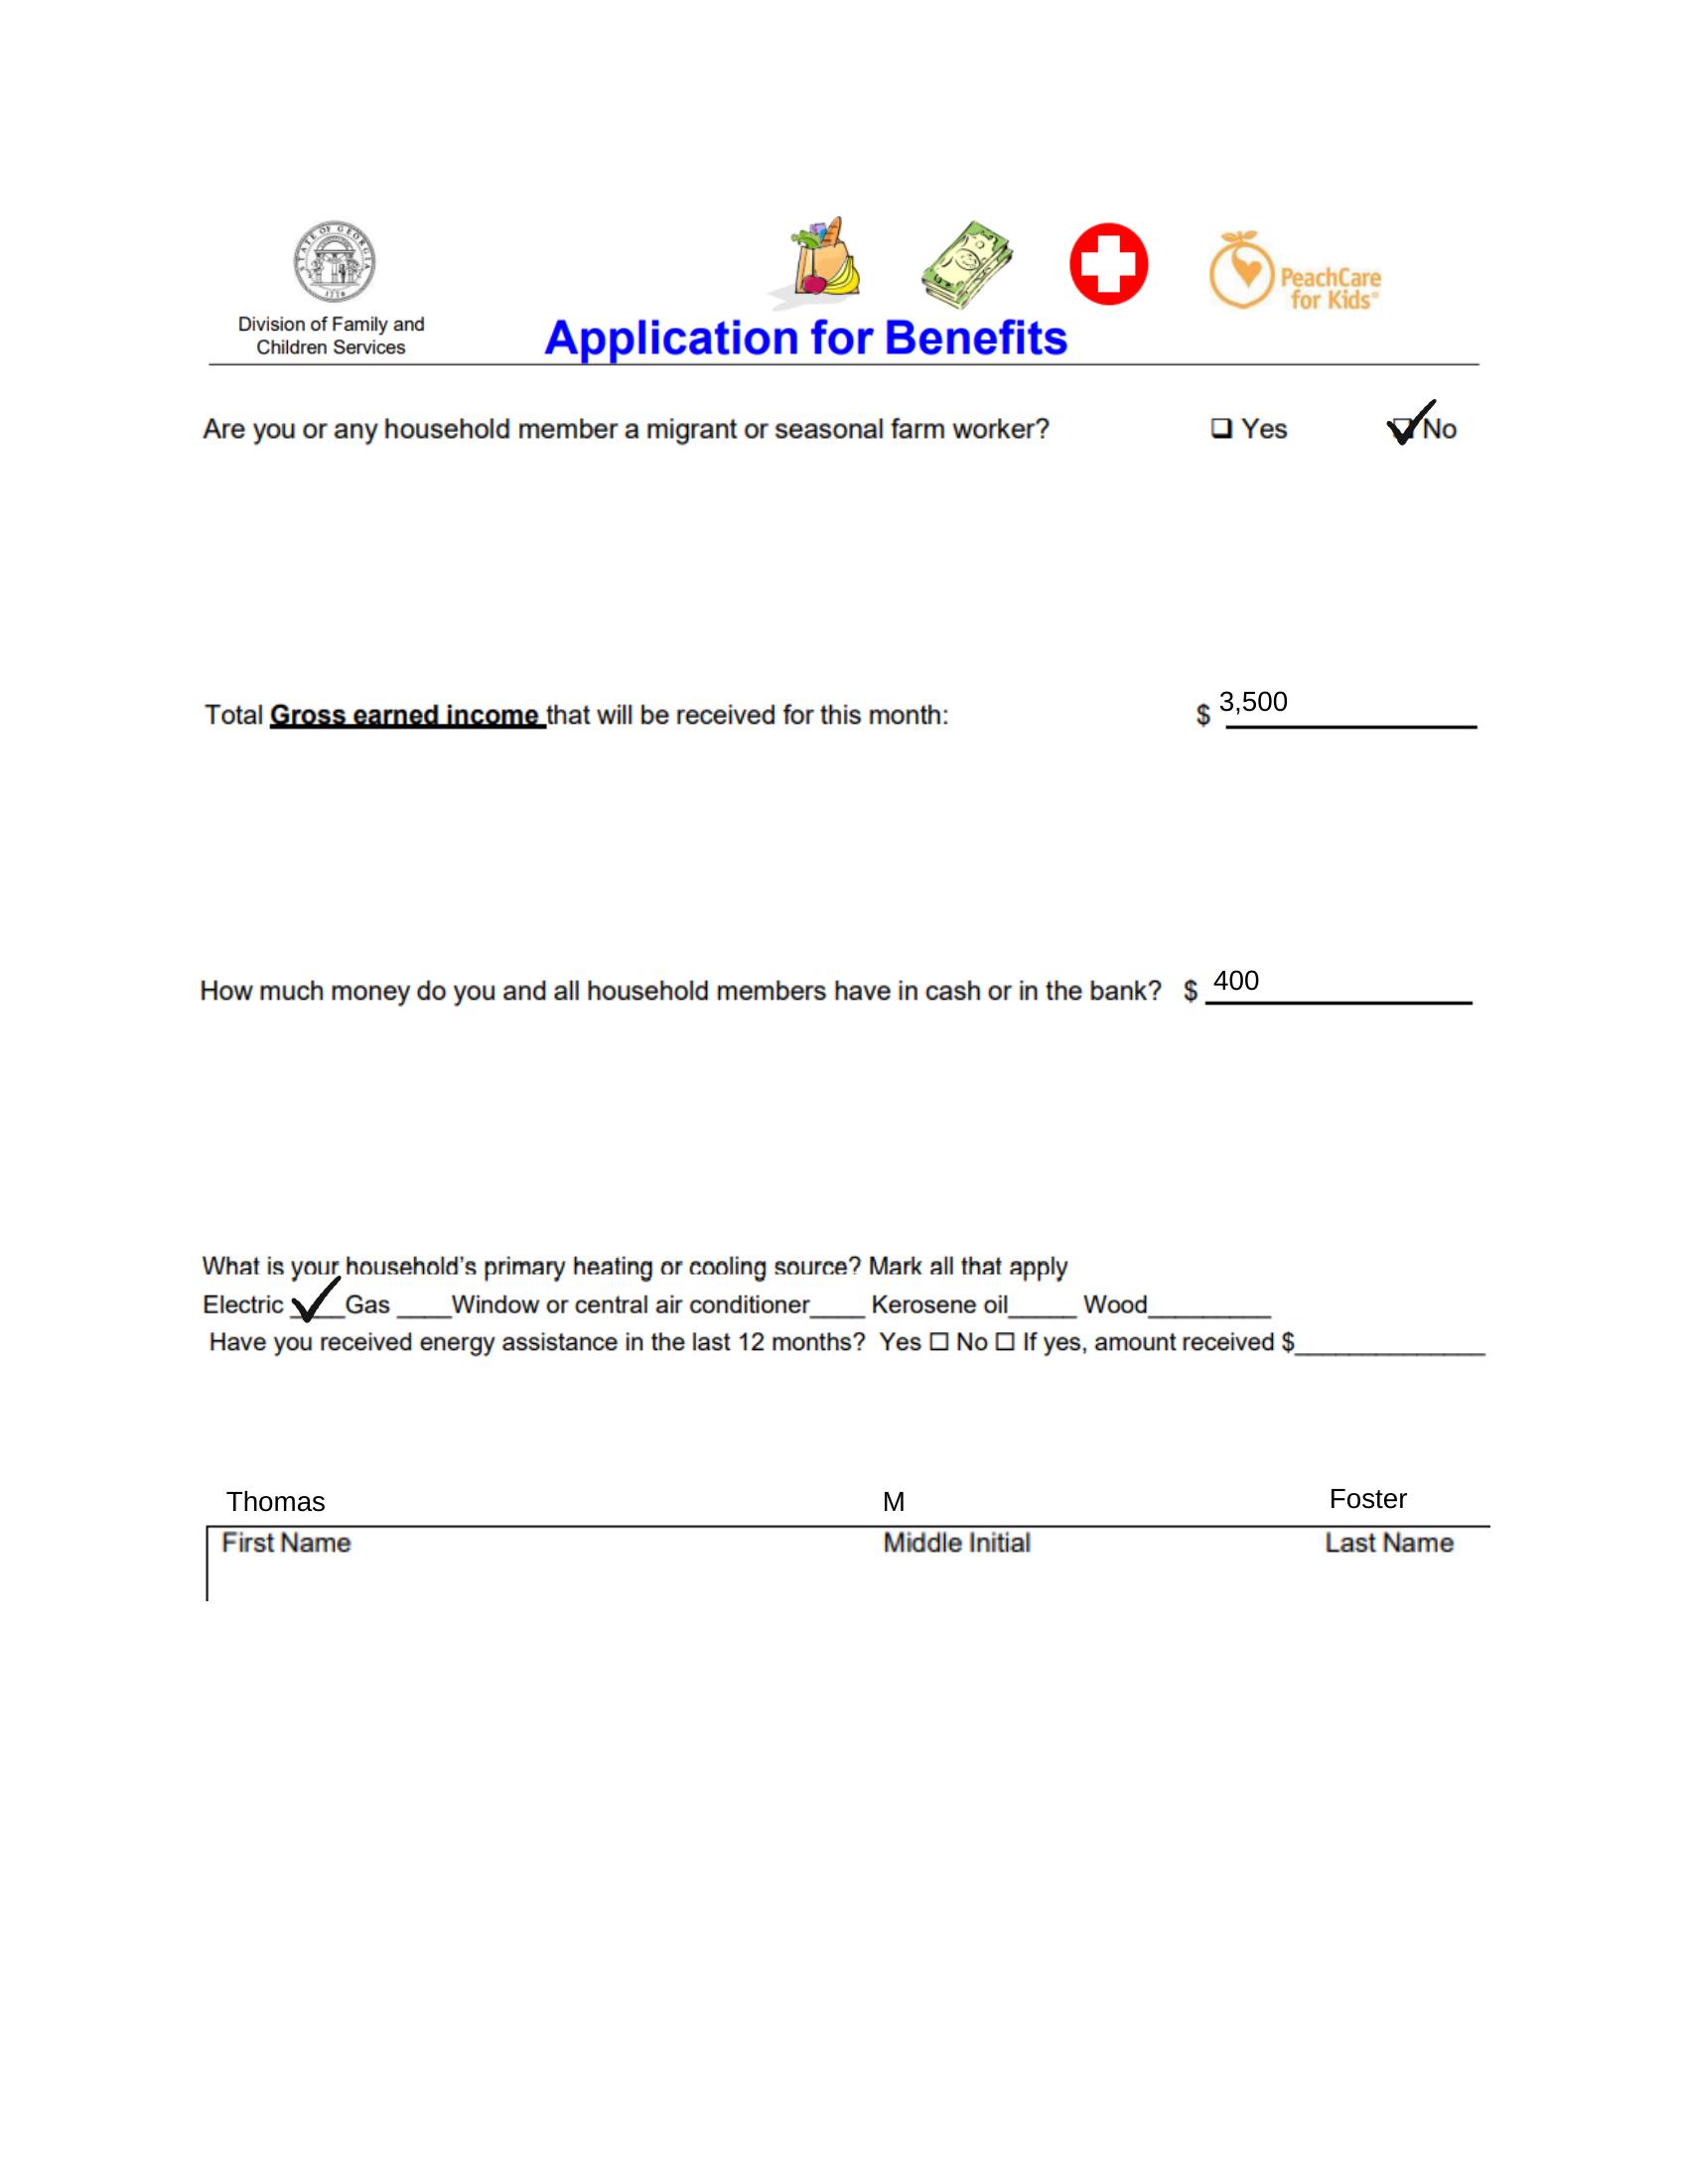 STATE OF GEORGIA
1776
Division of Family and
Children Services
Application for Benefits
PeachCare
for Kids®
Are you or any household member a migrant or seasonal farm worker? ❑ Yes ❑ No
Total Gross earned income that will be received for this month: $ 3,500
How much money do you and all household members have in cash or in the bank? $ 400
What is your household’s primary heating or cooling source? Mark all that apply
Electric ✓ Gas ____Window or central air conditioner____ Kerosene oil_____ Wood_________
Have you received energy assistance in the last 12 months? Yes ☐ No ☐ If yes, amount received $______________
Thomas M Foster
First Name Middle Initial Last Name